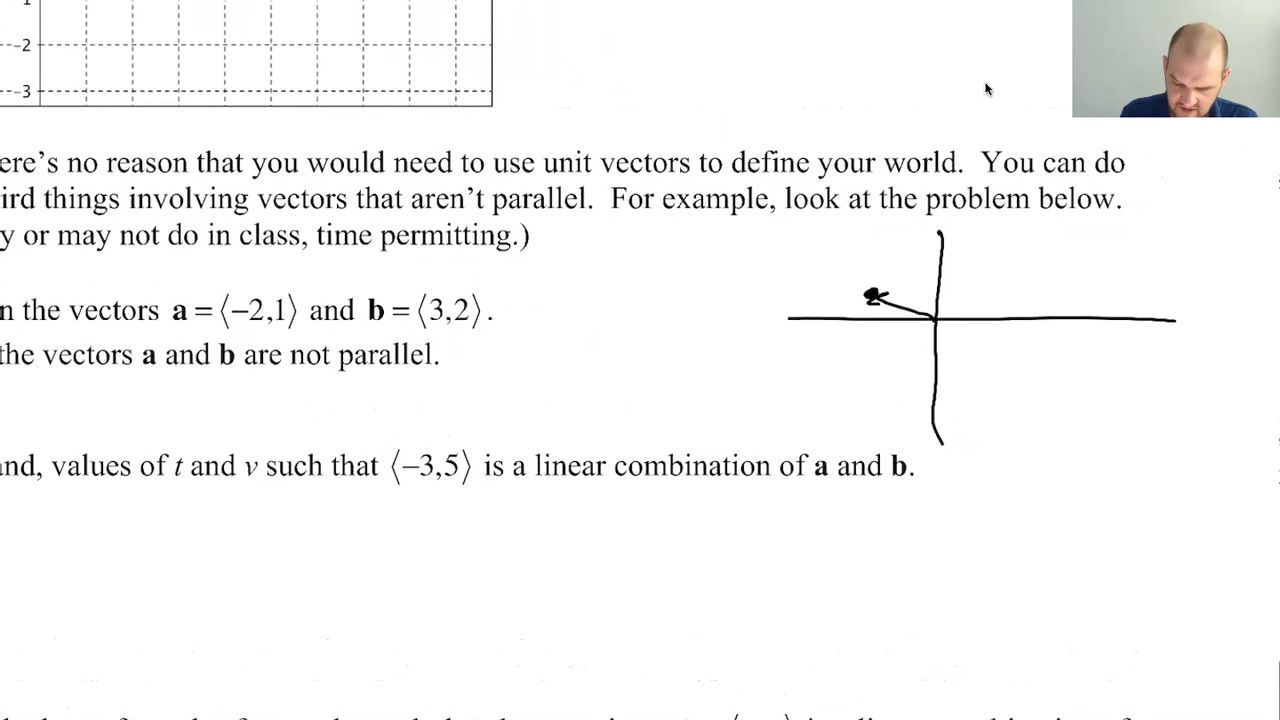 -2
-3
ere's no reason that you would need to use unit vectors to define your world. You can do
ird things involving vectors that aren't parallel. For example, look at the problem below.
y or may not do in class, time permitting.)
n the vectors a = ⟨−2,1⟩ and b = ⟨3,2⟩.
the vectors a and b are not parallel.
and, values of t and v such that ⟨−3,5⟩ is a linear combination of a and b.